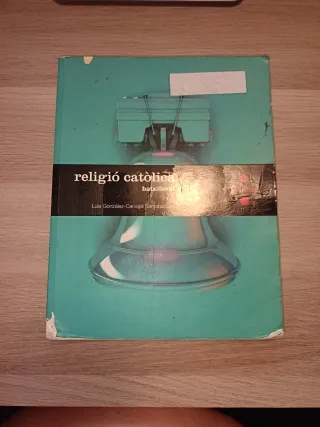 religió catòlica
batxillerat
Luis González-Carvajal Santabárbara